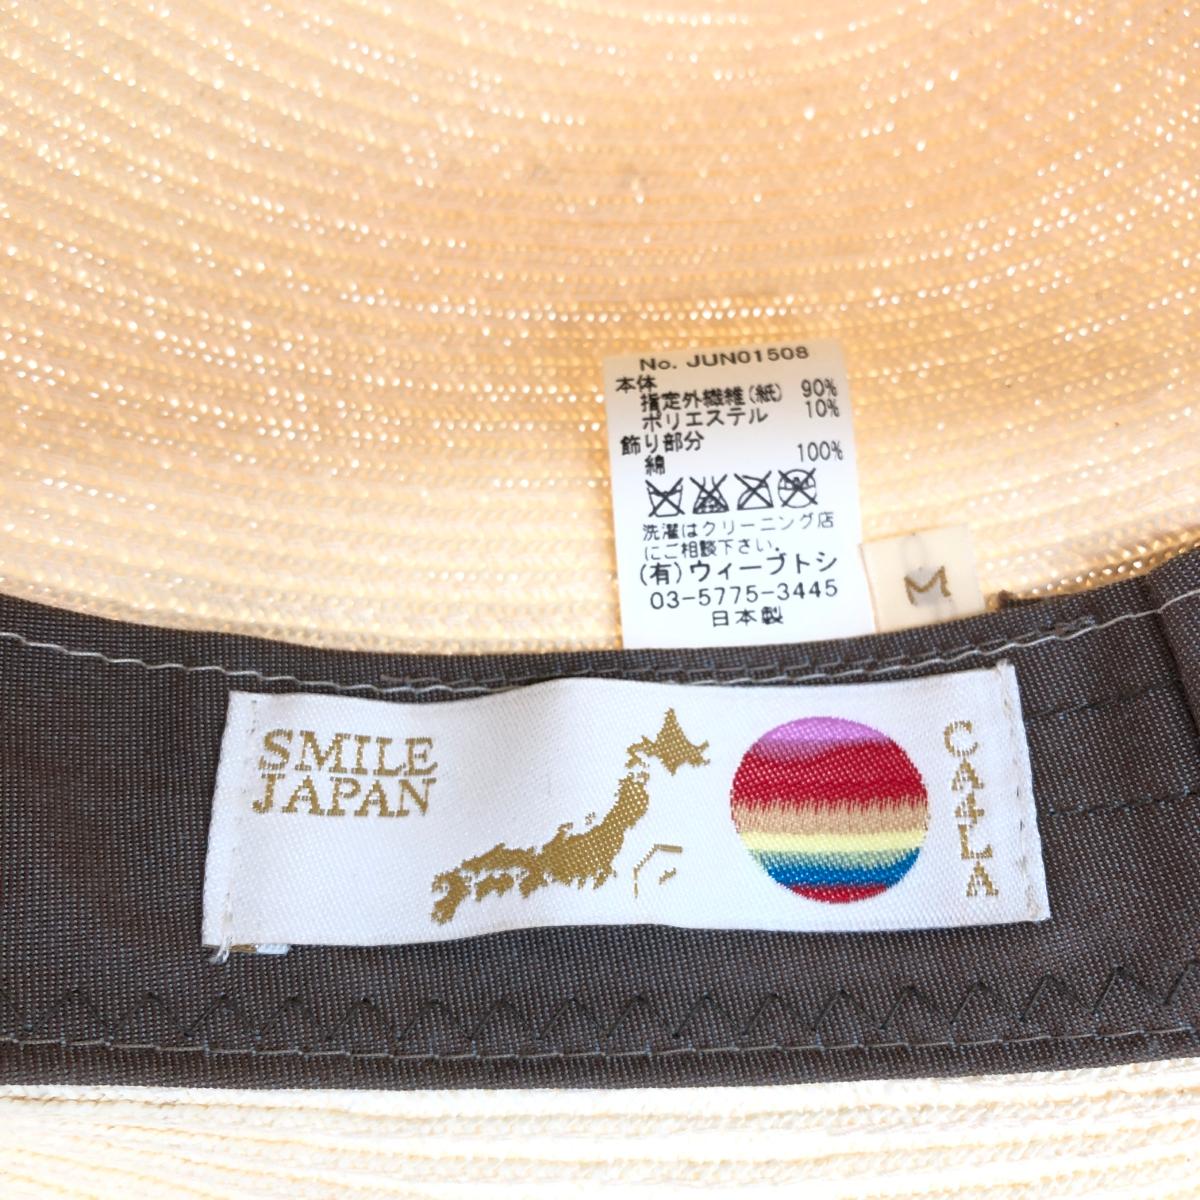 No. JUN01508
本体
指定外繊維(紙) 90%
ポリエステル 10%
飾り部分
綿 100%
洗濯はクリーニング店
にご相談下さい.
(有)ウィーブトシ
03-5775-3445
日本製
M
SMILE
JAPAN
CA4LA